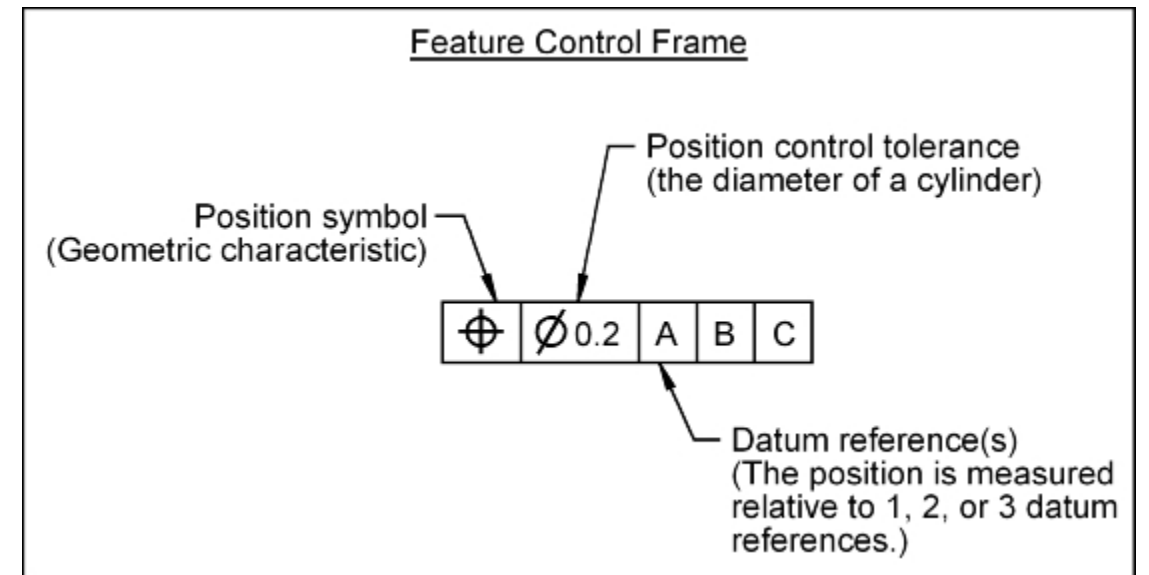 Feature Control Frame
Position control tolerance
(the diameter of a cylinder)
Position symbol
(Geometric characteristic)
⌖ ⌀0.2 A B C
Datum reference(s)
(The position is measured
relative to 1, 2, or 3 datum
references.)